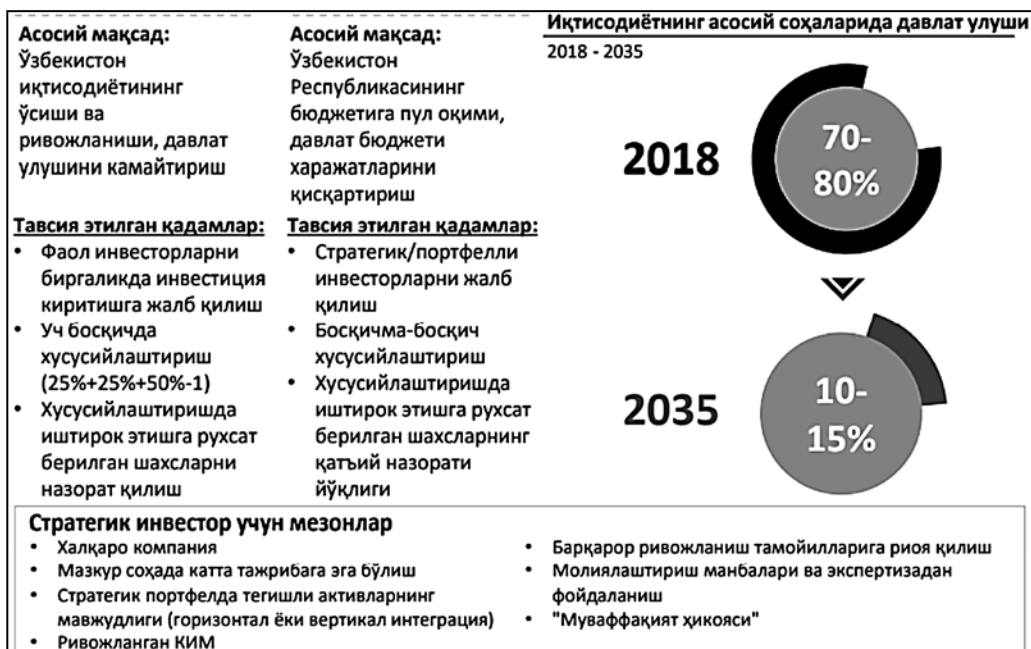 Асосий мақсад:
Ўзбекистон
иқтисодиётининг
ўсиши ва
ривожланиши, давлат
улушини камайтириш
Тавсия этилган қадамлар:
• Фаол инвесторларни
биргаликда инвестиция
киритишга жалб қилиш
• Уч босқичда
хусусийлаштириш
(25%+25%+50%-1)
• Хусусийлаштиришда
иштирок этишга рухсат
берилган шахсларни
назорат қилиш
Асосий мақсад:
Ўзбекистон
Республикасининг
бюджетига пул оқими,
давлат бюджети
харажатларини
қисқартириш
Тавсия этилган қадамлар:
• Стратегик/портфелли
инвесторларни жалб
қилиш
• Босқичма-босқич
хусусийлаштириш
• Хусусийлаштиришда
иштирок этишга рухсат
берилган шахсларнинг
қатъий назорати
йўқлиги
Иқтисодиётнинг асосий соҳаларида давлат улуши
2018 - 2035
2018
70-
80%
2035
10-
15%
Стратегик инвестор учун мезонлар
• Халқаро компания
• Мазкур соҳада катта тажрибага эга бўлиш
• Стратегик портфелда тегишли активларнинг
мавжудлиги (горизонтал ёки вертикал интеграция)
• Ривожланган КИМ
• Барқарор ривожланиш тамойилларига риоя қилиш
• Молиялаштириш манбалари ва экспертизадан
фойдаланиш
• "Муваффақият ҳикояси"